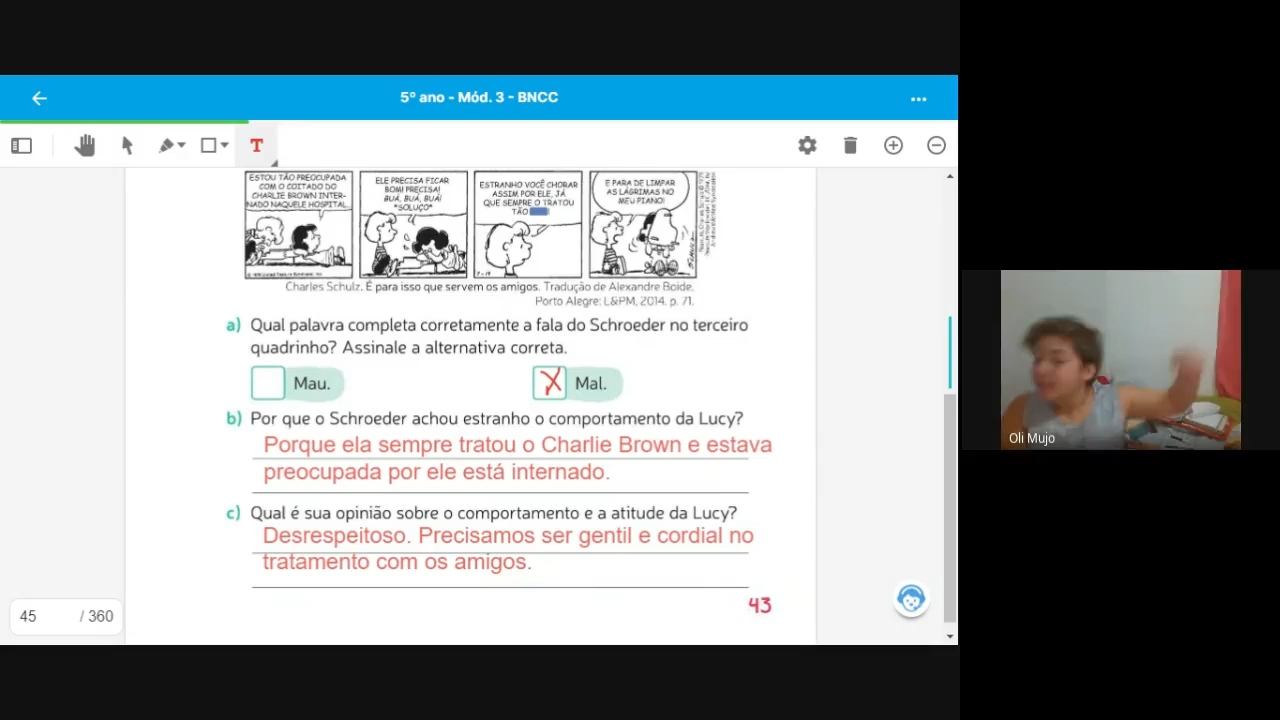 5º ano - Mód. 3 - BNCC
T
ESTOU TÃO PREOCUPADA
COM O COITADO DO
CHARLIE BROWN INTER-
NADO NAQUELE HOSPITAL.
ELE PRECISA FICAR
BOM! PRECISA!
BUÁ, BUÁ, BUÁ!
*SOLUÇO*
ESTRANHO VOCÊ CHORAR
ASSIM POR ELE, JÁ
QUE SEMPRE O TRATOU
TÃO
E PARA DE LIMPAR
AS LÁGRIMAS NO
MEU PIANO!
Charles Schulz. É para isso que servem os amigos. Tradução de Alexandre Boide.
Porto Alegre: L&PM, 2014. p. 71.
a) Qual palavra completa corretamente a fala do Schroeder no terceiro
quadrinho? Assinale a alternativa correta.
Mau.
X Mal.
b) Por que o Schroeder achou estranho o comportamento da Lucy?
Porque ela sempre tratou o Charlie Brown e estava
preocupada por ele está internado.
c) Qual é sua opinião sobre o comportamento e a atitude da Lucy?
Desrespeitoso. Precisamos ser gentil e cordial no
tratamento com os amigos.
43
45 / 360
Oli Mujo